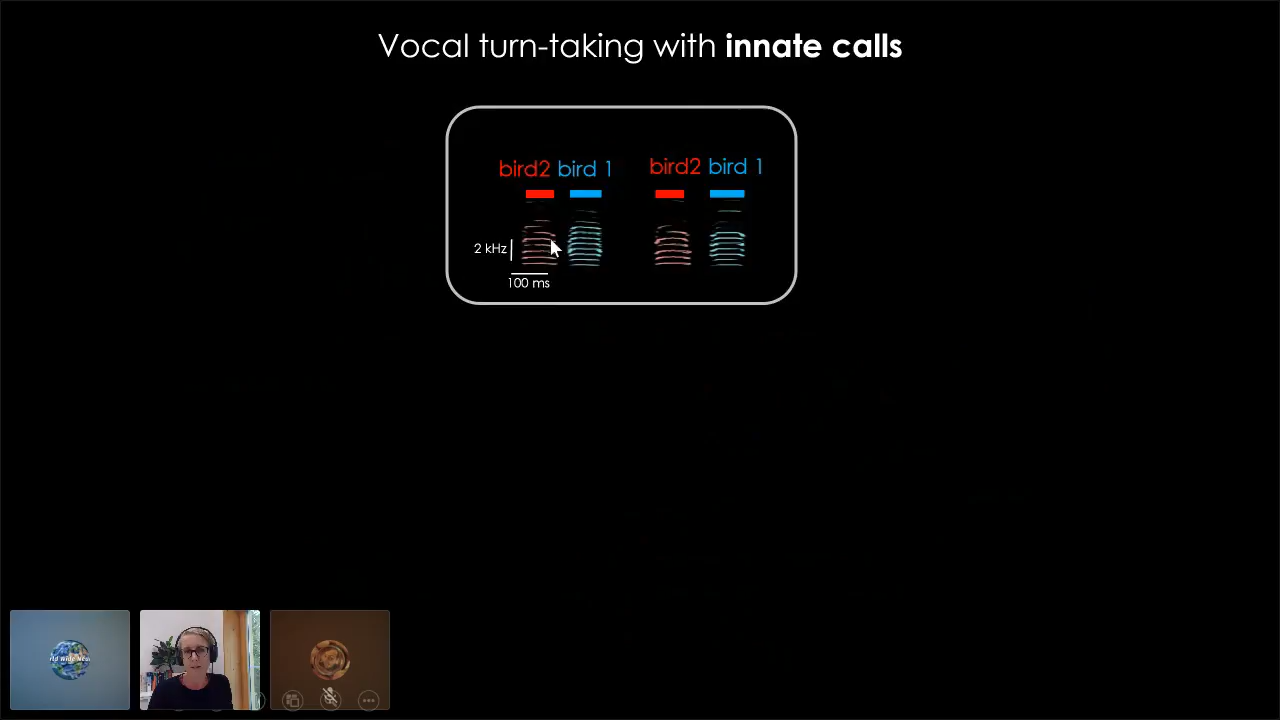 Vocal turn-taking with innate calls
bird2 bird 1 bird2 bird 1
2 kHz
100 ms